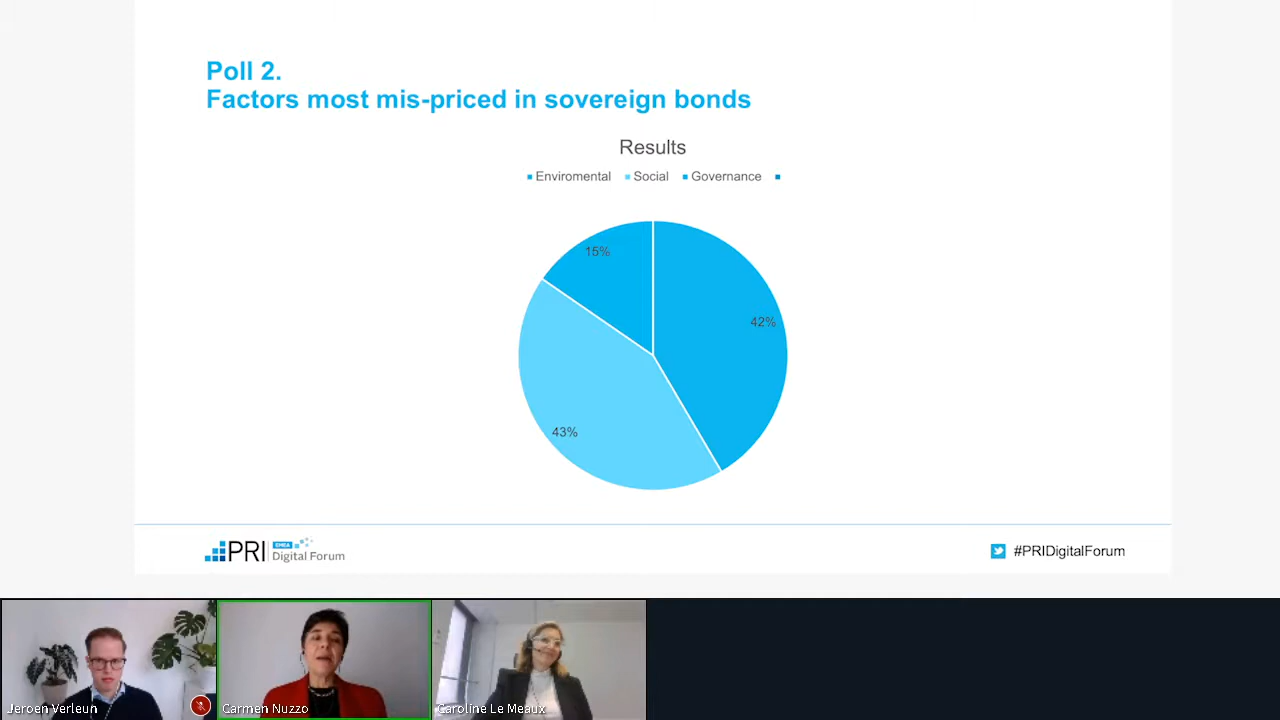 Poll 2.
Factors most mis-priced in sovereign bonds
Results
Enviromental Social Governance
15%
42%
43%
PRI EMEA Digital Forum
#PRIDigitalForum
Jeroen Verleun
Carmen Nuzzo
Caroline Le Meaux